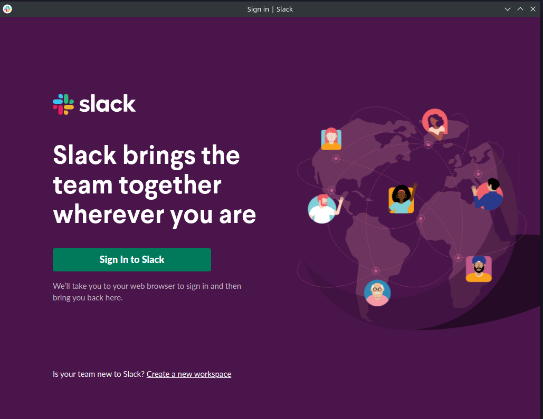 Sign in | Slack
slack
Slack brings the
team together
wherever you are
Sign In to Slack
We'll take you to your web browser to sign in and then
bring you back here.
Is your team new to Slack? Create a new workspace